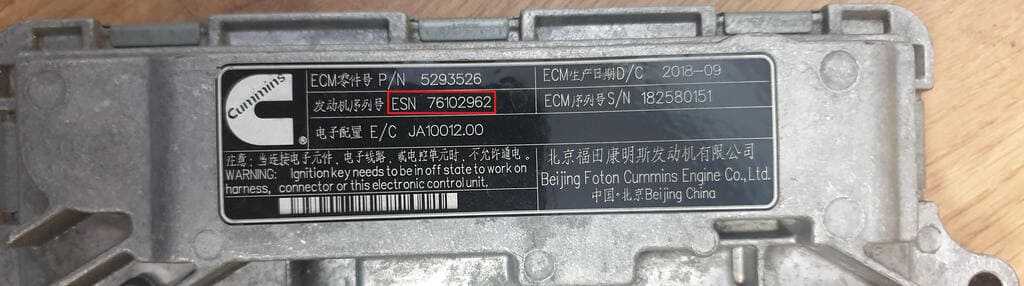 Cummins
®
ECM零件号 P/N 5293526
发动机序列号 ESN 76102962
电子配置 E/C JA10012.00
ECM生产日期D/C 2018-09
ECM序列号S/N 182580151
注意：当连接电子元件、电子线路、或电控单元时，不允许通电。
WARNING: Ignition key needs to be in off state to work on
harness, connector or this electronic control unit.
北京福田康明斯发动机有限公司
Beijing Foton Cummins Engine Co., Ltd.
中国•北京Beijing China